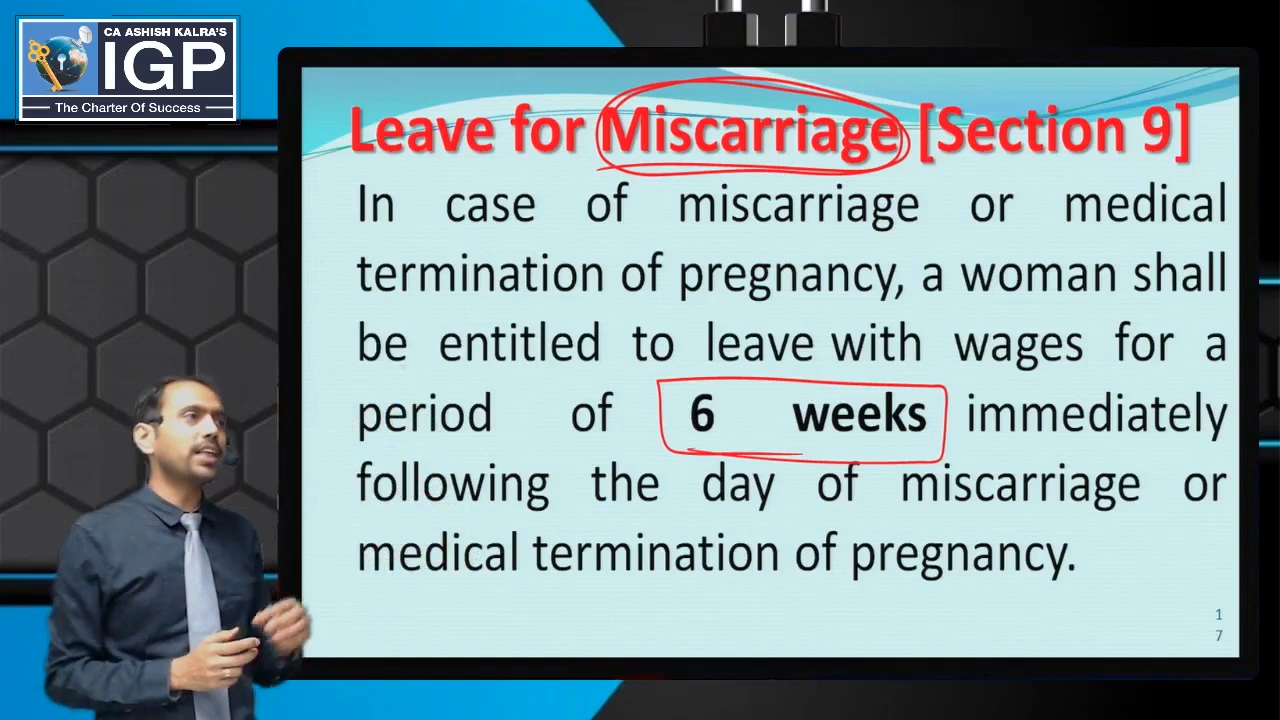 CA ASHISH KALRA'S
IGP
The Charter Of Success
Leave for Miscarriage [Section 9]
In case of miscarriage or medical
termination of pregnancy, a woman shall
be entitled to leave with wages for a
period of 6 weeks immediately
following the day of miscarriage or
medical termination of pregnancy.
1
7